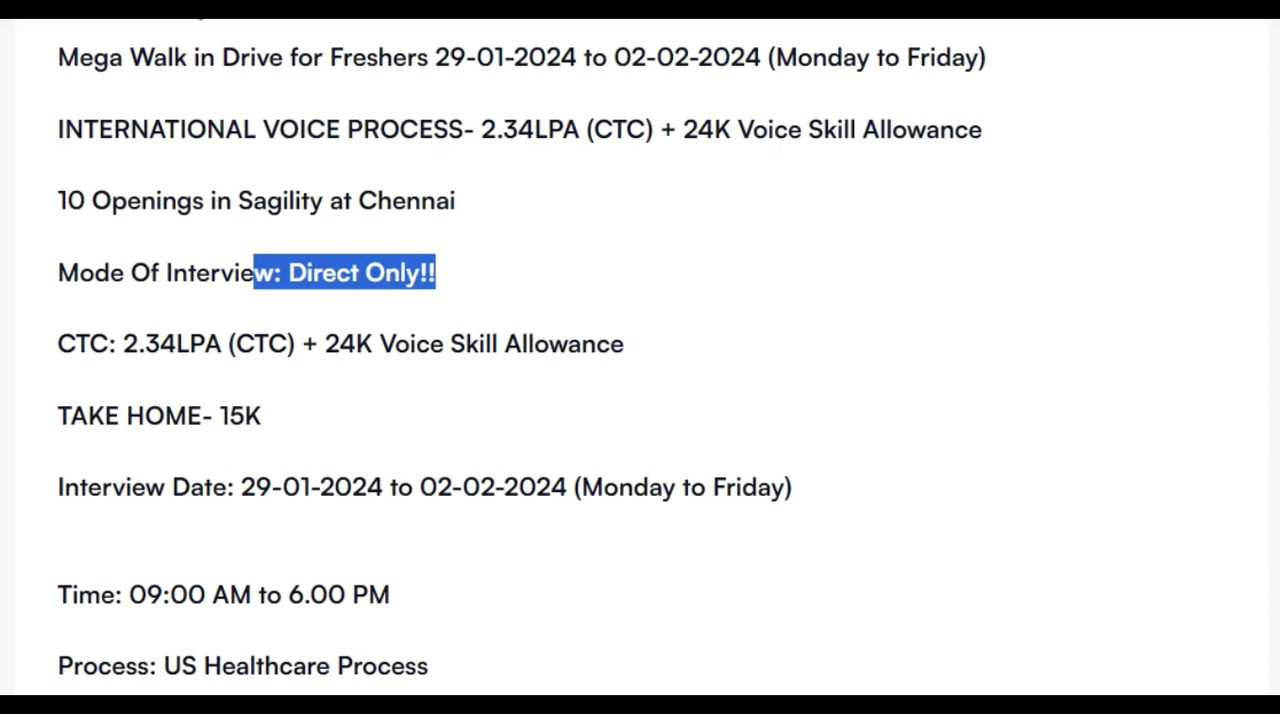 Mega Walk in Drive for Freshers 29-01-2024 to 02-02-2024 (Monday to Friday)
INTERNATIONAL VOICE PROCESS- 2.34LPA (CTC) + 24K Voice Skill Allowance
10 Openings in Sagility at Chennai
Mode Of Interview: Direct Only!!
CTC: 2.34LPA (CTC) + 24K Voice Skill Allowance
TAKE HOME- 15K
Interview Date: 29-01-2024 to 02-02-2024 (Monday to Friday)
Time: 09:00 AM to 6.00 PM
Process: US Healthcare Process